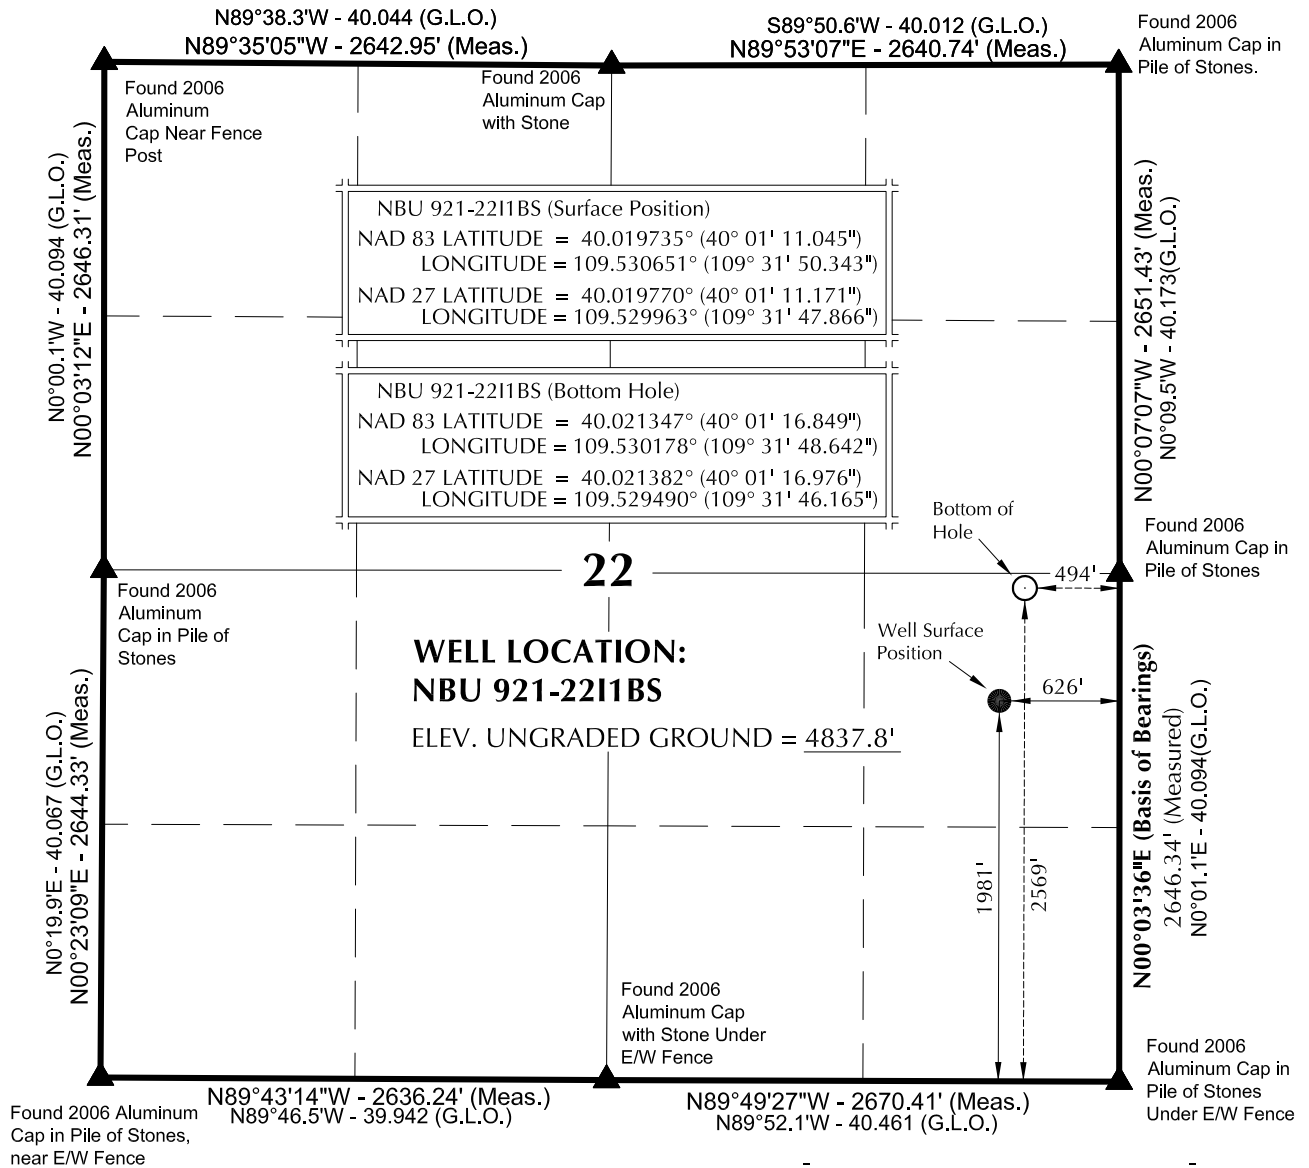 N89°38.3'W - 40.044 (G.L.O.)
N89°35'05"W - 2642.95' (Meas.)
S89°50.6'W - 40.012 (G.L.O.)
N89°53'07"E - 2640.74' (Meas.)
Found 2006
Aluminum Cap in
Pile of Stones.
Found 2006
Aluminum
Cap Near Fence
Post
Found 2006
Aluminum Cap
with Stone
N0°00.1'W - 40.094 (G.L.O.)
N00°03'12"E - 2646.31' (Meas.)
NBU 921-22I1BS (Surface Position)
NAD 83 LATITUDE = 40.019735° (40° 01' 11.045")
LONGITUDE = 109.530651° (109° 31' 50.343")
NAD 27 LATITUDE = 40.019770° (40° 01' 11.171")
LONGITUDE = 109.529963° (109° 31' 47.866")
NBU 921-22I1BS (Bottom Hole)
NAD 83 LATITUDE = 40.021347° (40° 01' 16.849")
LONGITUDE = 109.530178° (109° 31' 48.642")
NAD 27 LATITUDE = 40.021382° (40° 01' 16.976")
LONGITUDE = 109.529490° (109° 31' 46.165")
N00°07'07"W - 2651.43' (Meas.)
N0°09.5'W - 40.173(G.L.O.)
Bottom of
Hole
Found 2006
Aluminum Cap in
Pile of Stones
22
494'
Found 2006
Aluminum
Cap in Pile of
Stones
Well Surface
Position
WELL LOCATION:
NBU 921-22I1BS
626'
ELEV. UNGRADED GROUND = 4837.8'
N0°19.9'E - 40.067 (G.L.O.)
N00°23'09"E - 2644.33' (Meas.)
1981'
2569'
N00°03'36"E (Basis of Bearings)
2646.34' (Measured)
N0°01.1'E - 40.094(G.L.O.)
Found 2006
Aluminum Cap
with Stone Under
E/W Fence
Found 2006
Aluminum Cap in
Pile of Stones
Under E/W Fence
Found 2006 Aluminum
Cap in Pile of Stones,
near E/W Fence
N89°43'14"W - 2636.24' (Meas.)
N89°46.5'W - 39.942 (G.L.O.)
N89°49'27"W - 2670.41' (Meas.)
N89°52.1'W - 40.461 (G.L.O.)